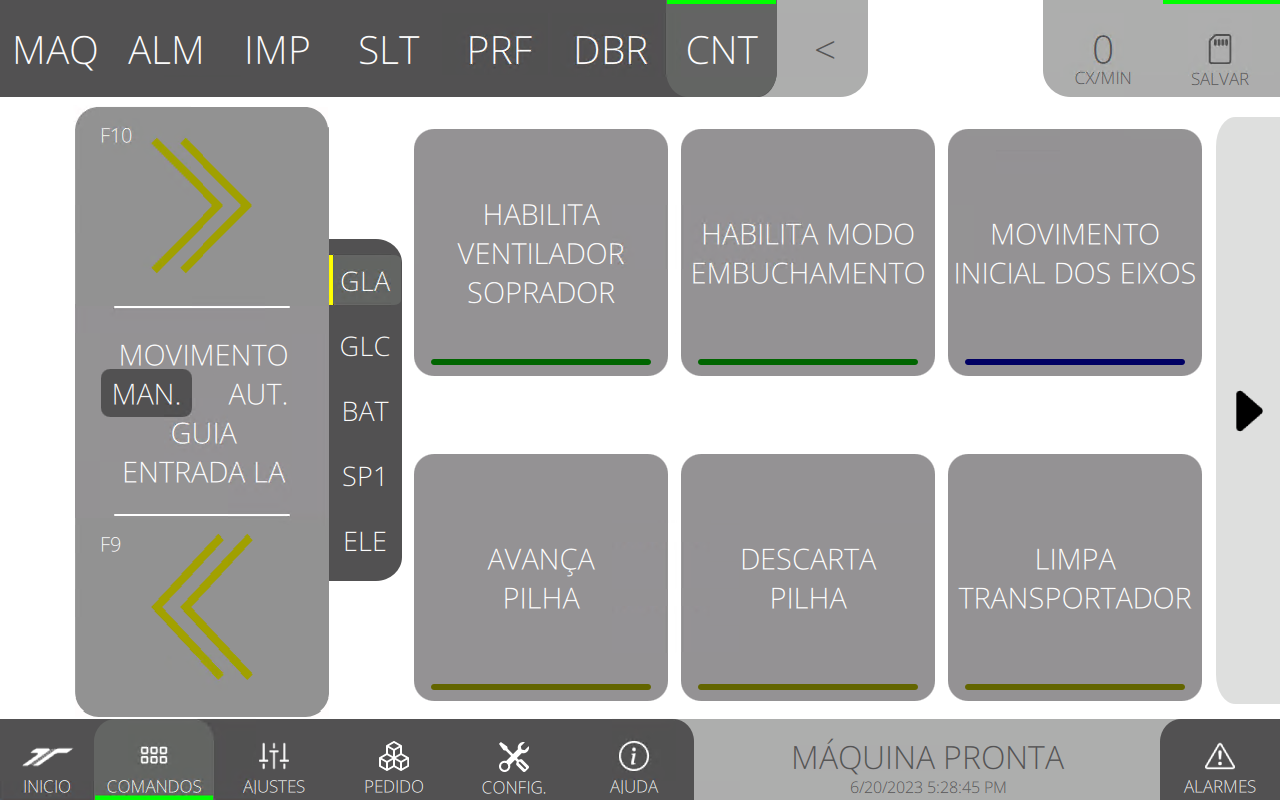 MAQ ALM IMP SLT PRF DBR CNT <
0
CX/MIN
SALVAR
F10
MOVIMENTO
MAN. AUT.
GUIA
ENTRADA LA
F9
GLA
GLC
BAT
SP1
ELE
HABILITA
VENTILADOR
SOPRADOR
HABILITA MODO
EMBUCHAMENTO
MOVIMENTO
INICIAL DOS EIXOS
AVANÇA
PILHA
DESCARTA
PILHA
LIMPA
TRANSPORTADOR
INICIO
COMANDOS
AJUSTES
PEDIDO
CONFIG.
AJUDA
MÁQUINA PRONTA
6/20/2023 5:28:45 PM
ALARMES